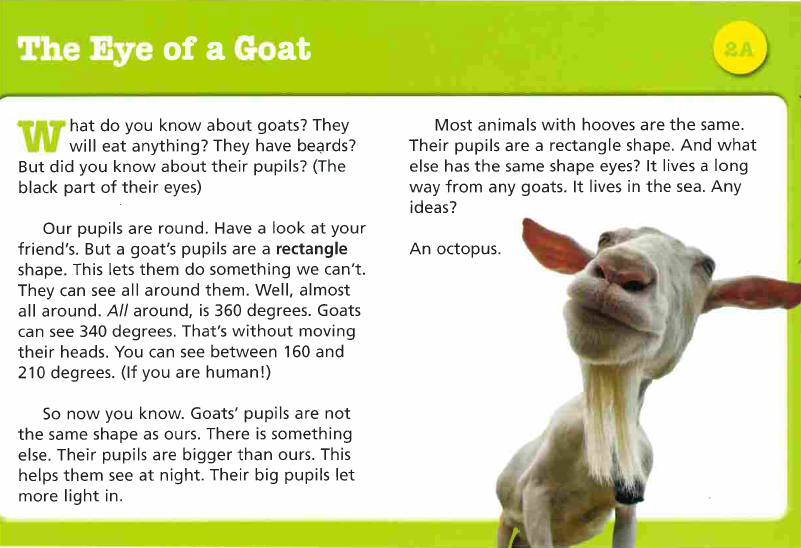 The Eye of a Goat
2A
What do you know about goats? They
will eat anything? They have beards?
But did you know about their pupils? (The
black part of their eyes)
Our pupils are round. Have a look at your
friend's. But a goat's pupils are a rectangle
shape. This lets them do something we can't.
They can see all around them. Well, almost
all around. All around, is 360 degrees. Goats
can see 340 degrees. That's without moving
their heads. You can see between 160 and
210 degrees. (If you are human!)
So now you know. Goats' pupils are not
the same shape as ours. There is something
else. Their pupils are bigger than ours. This
helps them see at night. Their big pupils let
more light in.
Most animals with hooves are the same.
Their pupils are a rectangle shape. And what
else has the same shape eyes? It lives a long
way from any goats. It lives in the sea. Any
ideas?
An octopus.